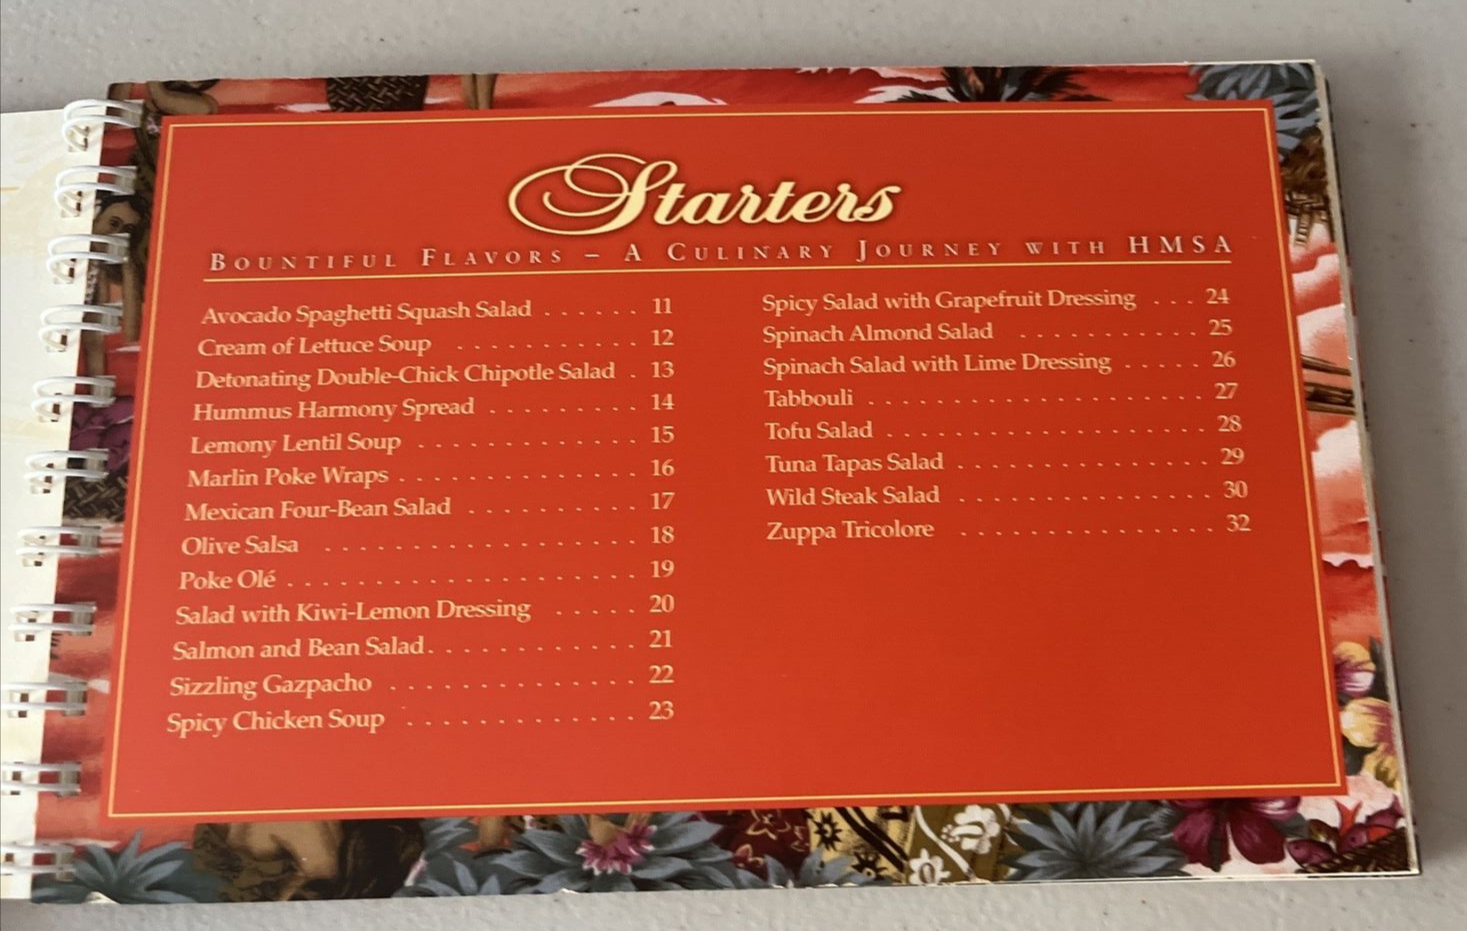 Starters
BOUNTIFUL FLAVORS – A CULINARY JOURNEY WITH HMSA
Avocado Spaghetti Squash Salad . . . . . . 11
Cream of Lettuce Soup . . . . . . . . . . . 12
Detonating Double-Chick Chipotle Salad . 13
Hummus Harmony Spread . . . . . . . . . 14
Lemony Lentil Soup . . . . . . . . . . . . . 15
Marlin Poke Wraps . . . . . . . . . . . . . . 16
Mexican Four-Bean Salad . . . . . . . . . . 17
Olive Salsa . . . . . . . . . . . . . . . . . . 18
Poke Olé . . . . . . . . . . . . . . . . . . . . 19
Salad with Kiwi-Lemon Dressing . . . . . 20
Salmon and Bean Salad . . . . . . . . . . . . 21
Sizzling Gazpacho . . . . . . . . . . . . . . 22
Spicy Chicken Soup . . . . . . . . . . . . . 23
Spicy Salad with Grapefruit Dressing . . . 24
Spinach Almond Salad . . . . . . . . . . . 25
Spinach Salad with Lime Dressing . . . . . 26
Tabbouli . . . . . . . . . . . . . . . . . . . . 27
Tofu Salad . . . . . . . . . . . . . . . . . . . 28
Tuna Tapas Salad . . . . . . . . . . . . . . . 29
Wild Steak Salad . . . . . . . . . . . . . . . 30
Zuppa Tricolore . . . . . . . . . . . . . . . 32